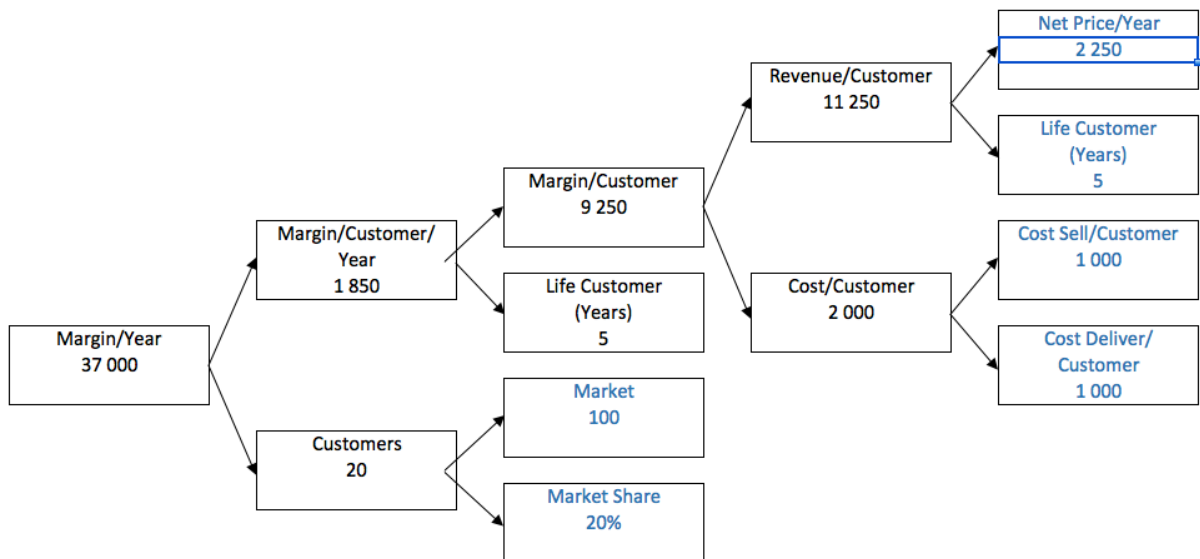 Net Price/Year
2 250
Revenue/Customer
11 250
Life Customer
(Years)
5
Margin/Customer
9 250
Margin/Customer/
Year
1 850
Cost Sell/Customer
1 000
Life Customer
(Years)
5
Cost/Customer
2 000
Margin/Year
37 000
Cost Deliver/
Customer
1 000
Market
100
Customers
20
Market Share
20%